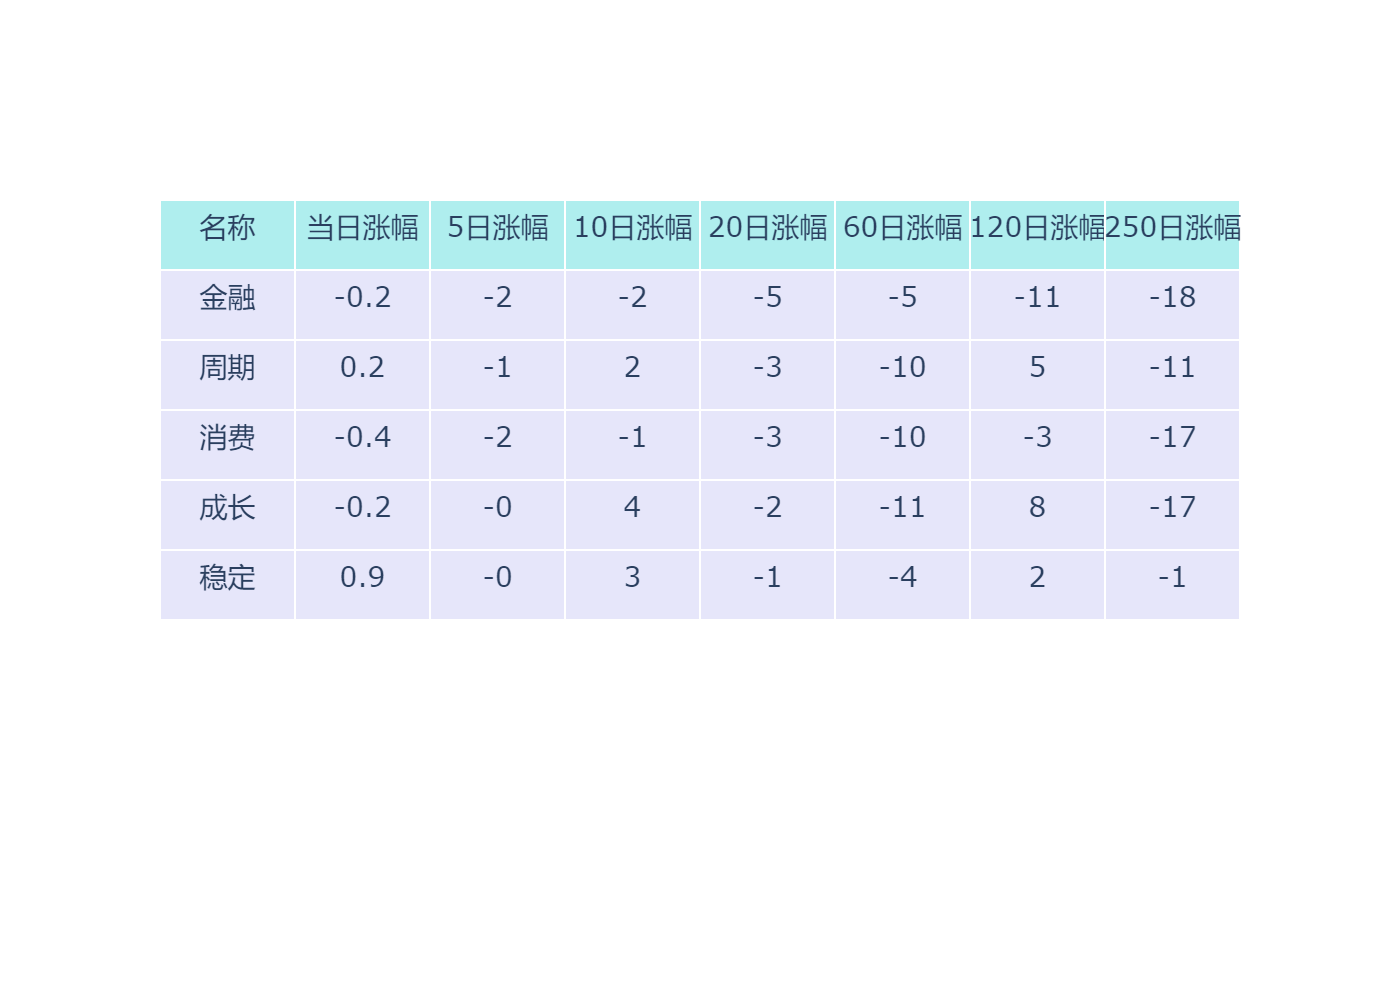 名称 当日涨幅 5日涨幅 10日涨幅 20日涨幅 60日涨幅 120日涨幅 250日涨幅
金融 -0.2 -2 -2 -5 -5 -11 -18
周期 0.2 -1 2 -3 -10 5 -11
消费 -0.4 -2 -1 -3 -10 -3 -17
成长 -0.2 -0 4 -2 -11 8 -17
稳定 0.9 -0 3 -1 -4 2 -1